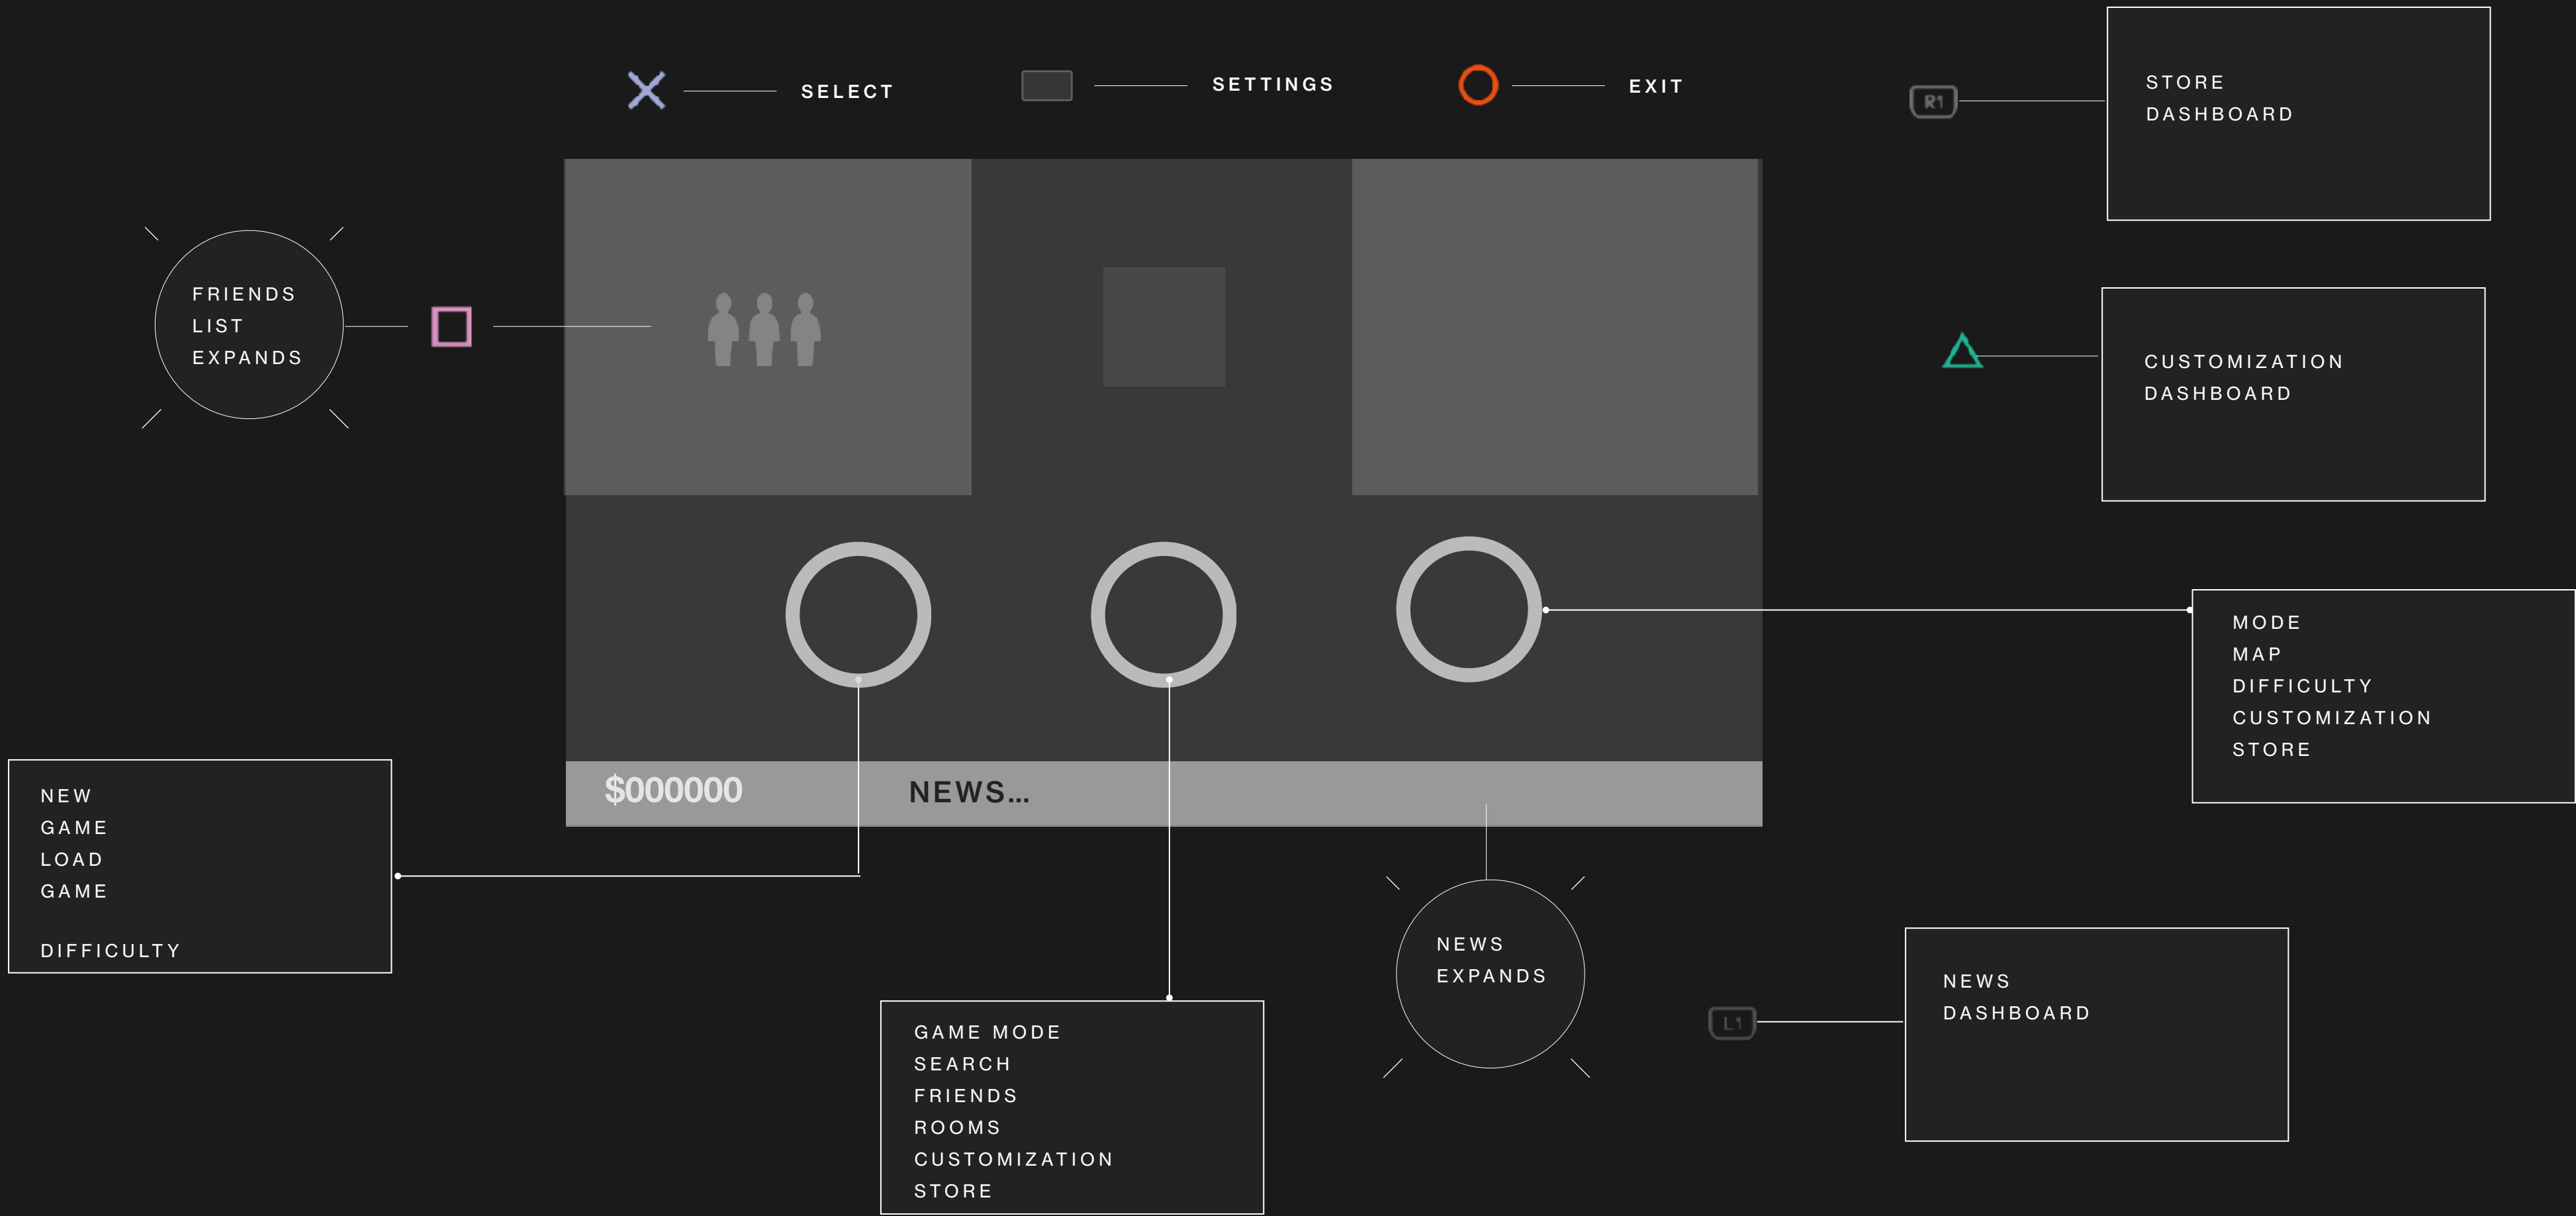 SELECT
SETTINGS
EXIT
R1
STORE
DASHBOARD
FRIENDS
LIST
EXPANDS
CUSTOMIZATION
DASHBOARD
MODE
MAP
DIFFICULTY
CUSTOMIZATION
STORE
$000000
NEWS...
NEW
GAME
LOAD
GAME
DIFFICULTY
NEWS
EXPANDS
L1
NEWS
DASHBOARD
GAME MODE
SEARCH
FRIENDS
ROOMS
CUSTOMIZATION
STORE